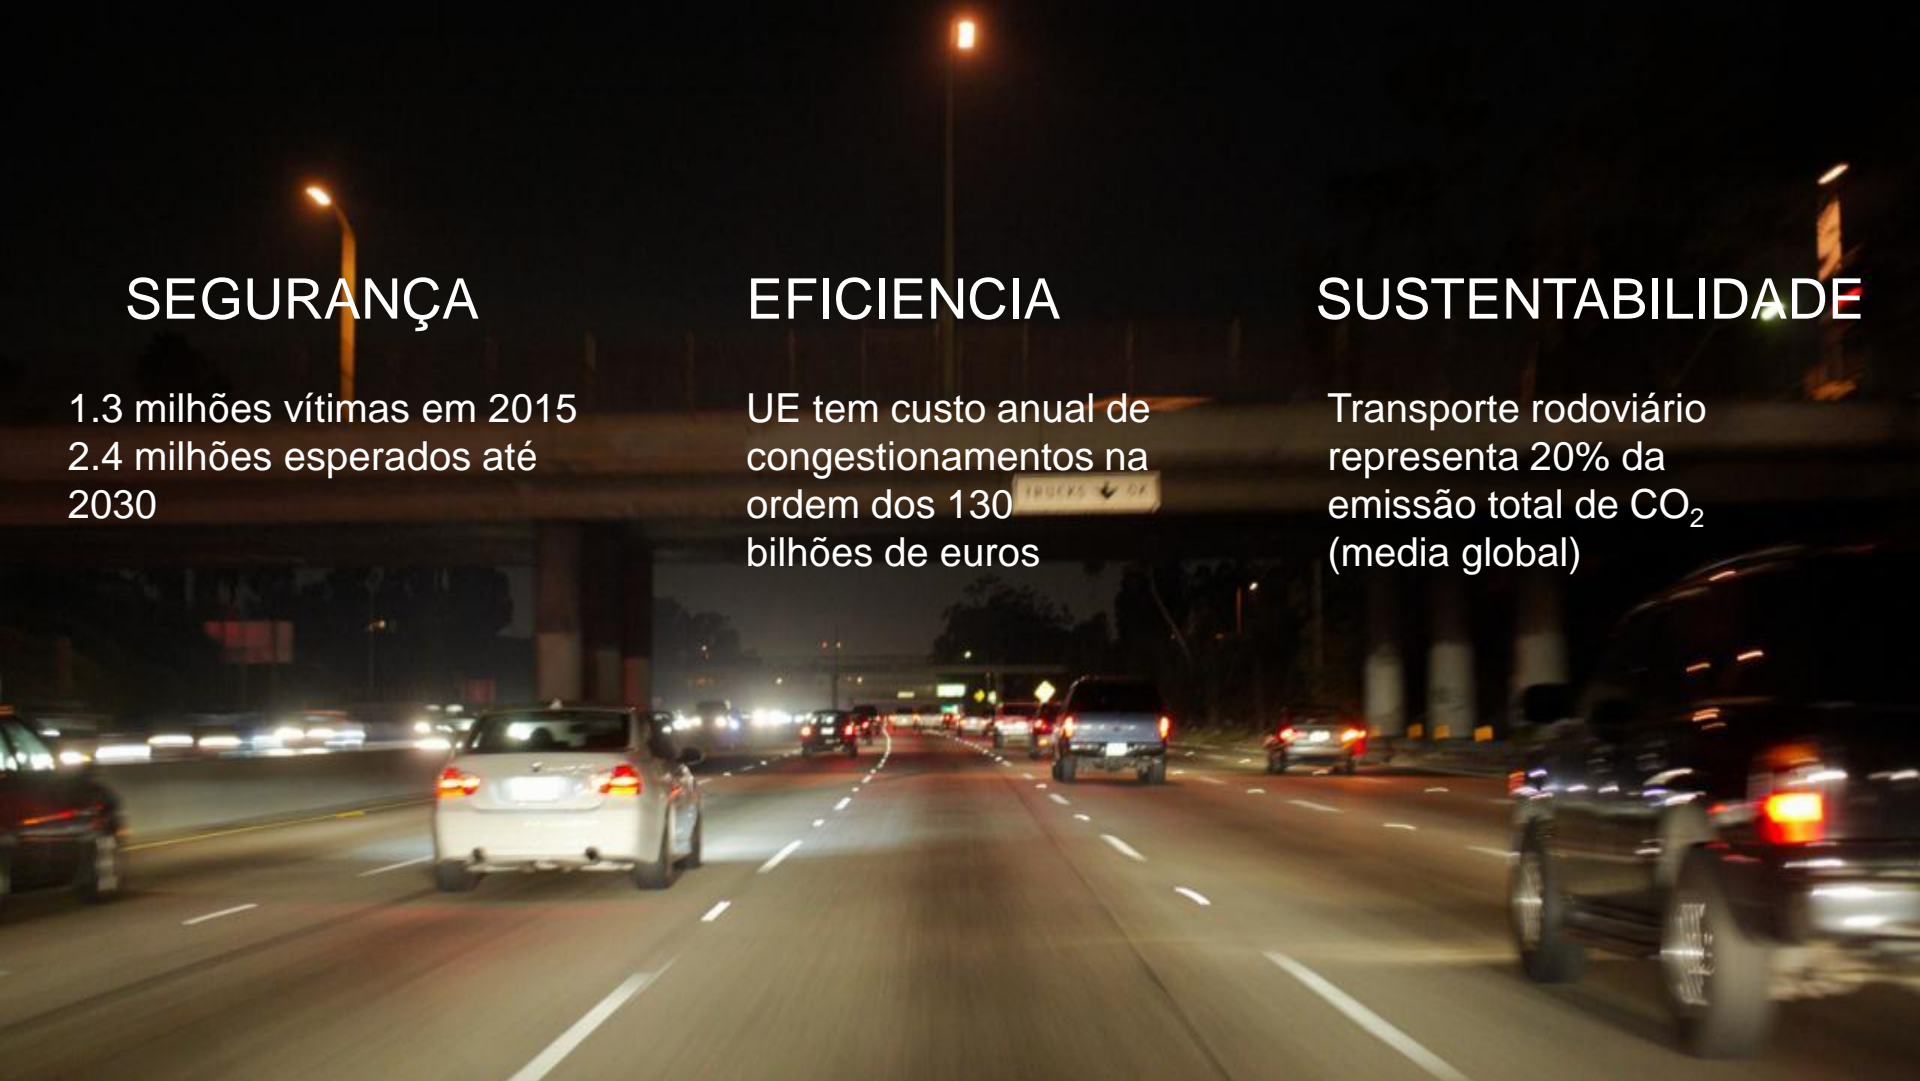 SEGURANÇA
1.3 milhões vítimas em 2015
2.4 milhões esperados até
2030
EFICIENCIA
UE tem custo anual de
congestionamentos na
ordem dos 130
bilhões de euros
TRUCKS OK
SUSTENTABILIDADE
Transporte rodoviário
representa 20% da
emissão total de CO₂
(media global)